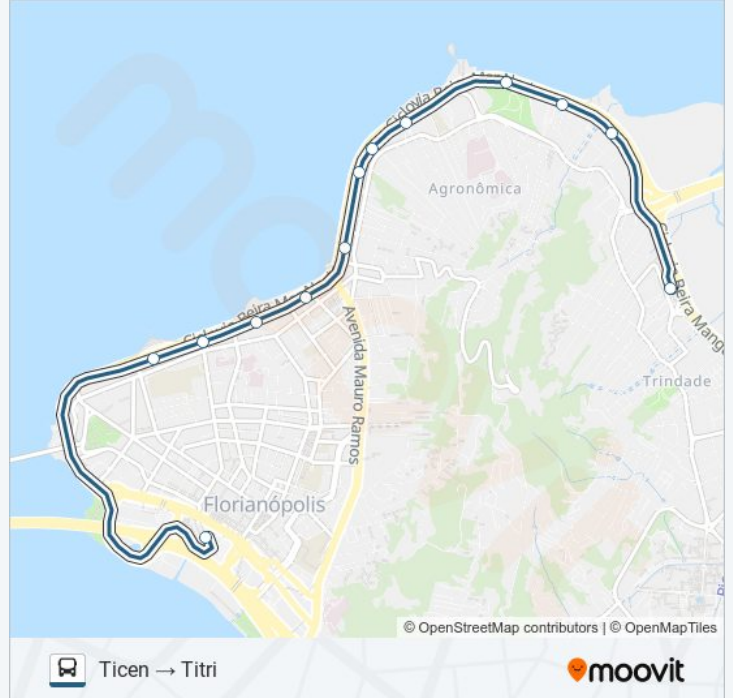 Agronômica
Avenida Mauro Ramos
Trindade
Florianópolis
© OpenStreetMap contributors | © OpenMapTiles
Ticen → Titri
moovit